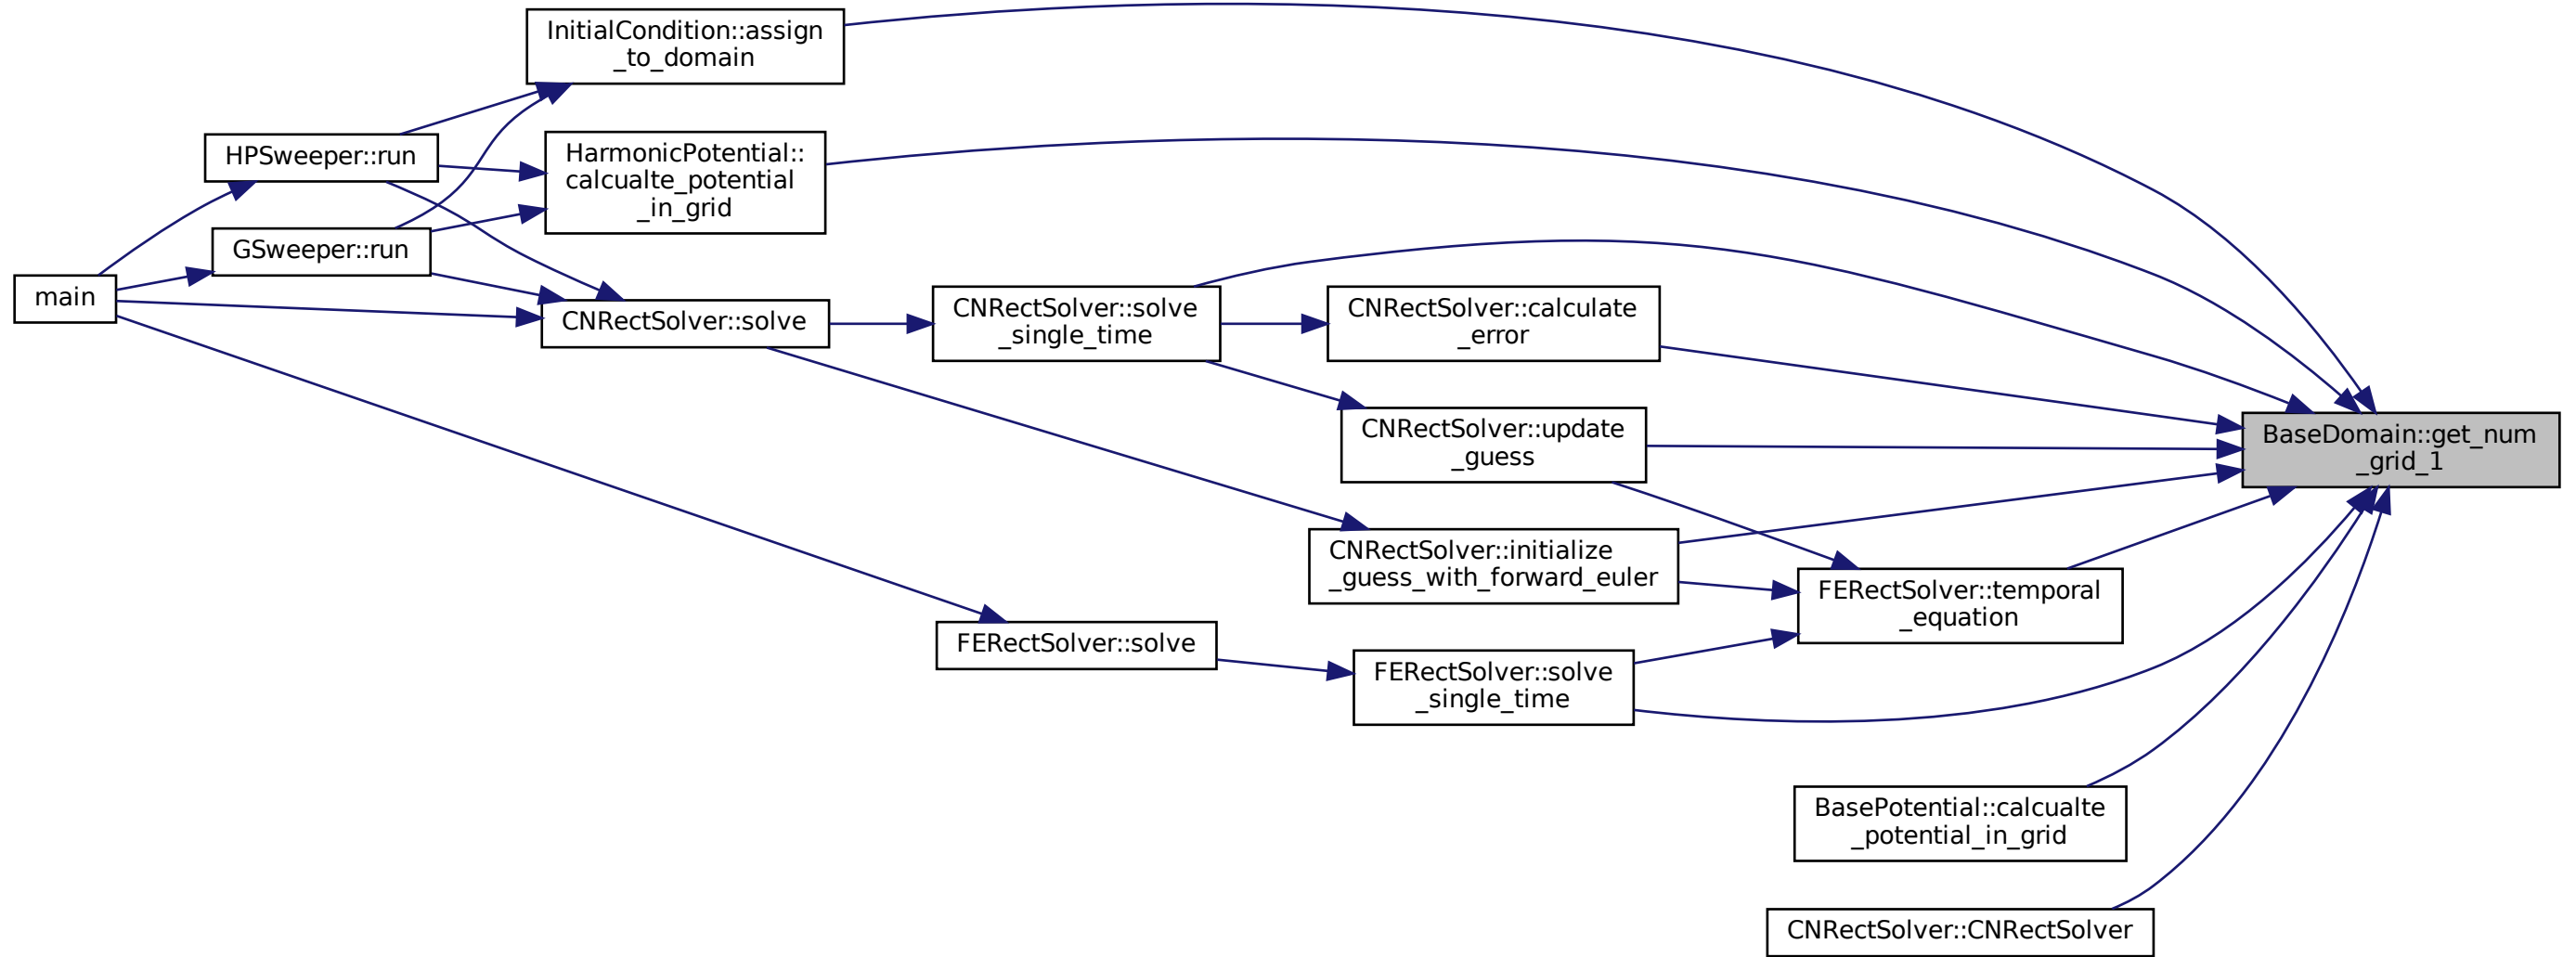 InitialCondition::assign
_to_domain
HPSweeper::run
HarmonicPotential::
calcualte_potential
_in_grid
GSweeper::run
main
CNRectSolver::solve
CNRectSolver::solve
_single_time
CNRectSolver::calculate
_error
CNRectSolver::update
_guess
BaseDomain::get_num
_grid_1
CNRectSolver::initialize
_guess_with_forward_euler
FERectSolver::temporal
_equation
FERectSolver::solve
FERectSolver::solve
_single_time
BasePotential::calcualte
_potential_in_grid
CNRectSolver::CNRectSolver